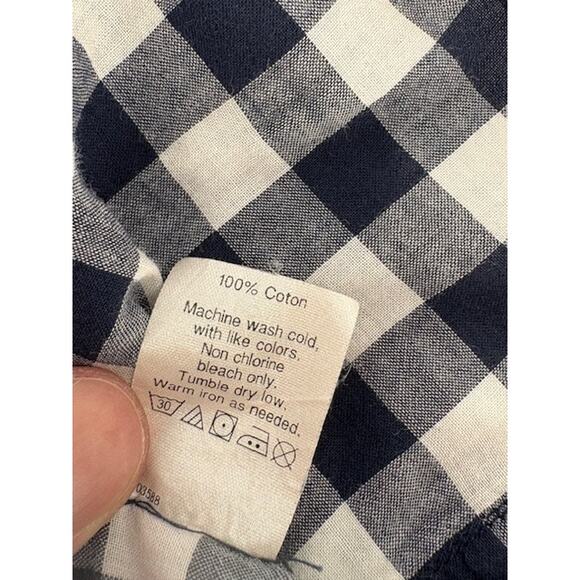 100% Coton
Machine wash cold,
with like colors.
Non chlorine
bleach only.
Tumble dry low.
Warm iron as needed.
30
03588